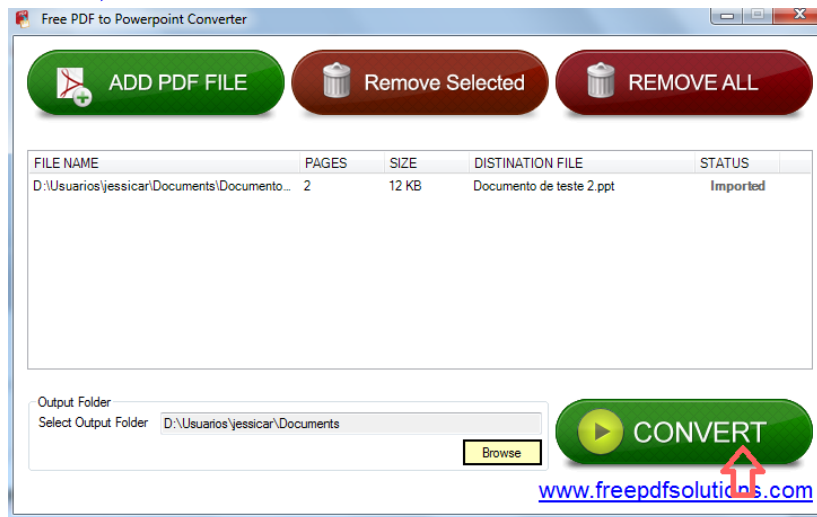 Free PDF to Powerpoint Converter
ADD PDF FILE Remove Selected REMOVE ALL
FILE NAME PAGES SIZE DISTINATION FILE STATUS
D:\Usuarios\jessicar\Documents\Documento... 2 12 KB Documento de teste 2.ppt Imported
Output Folder
Select Output Folder D:\Usuarios\jessicar\Documents
Browse
CONVERT
www.freepdfsolutions.com